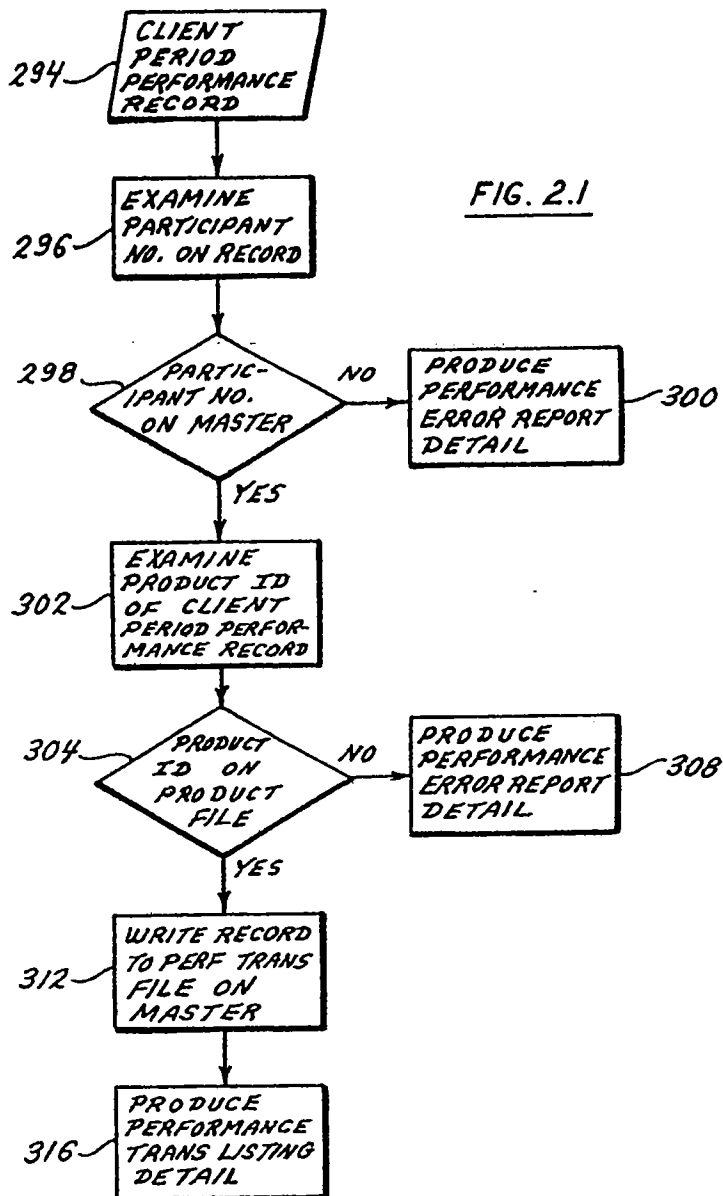 294
CLIENT
PERIOD
PERFORMANCE
RECORD
FIG. 2.1
296
EXAMINE
PARTICIPANT
NO. ON RECORD
298
PARTIC-
IPANT NO.
ON MASTER
NO
PRODUCE
PERFORMANCE
ERROR REPORT
DETAIL
300
YES
302
EXAMINE
PRODUCT ID
OF CLIENT
PERIOD PERFOR-
MANCE RECORD
304
PRODUCT
ID ON
PRODUCT
FILE
NO
PRODUCE
PERFORMANCE
ERROR REPORT
DETAIL
308
YES
312
WRITE RECORD
TO PERF TRANS
FILE ON
MASTER
316
PRODUCE
PERFORMANCE
TRANS LISTING
DETAIL